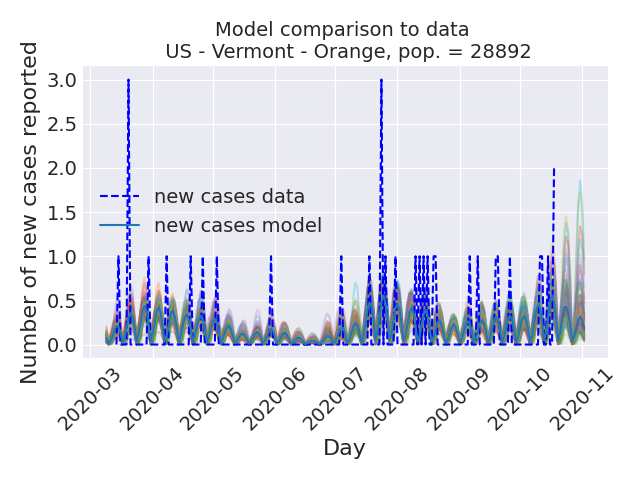 Model comparison to data
US - Vermont - Orange, pop. = 28892
Number of new cases reported
3.0
2.5
2.0
1.5
1.0
0.5
0.0
new cases data
new cases model
2020-03
2020-04
2020-05
2020-06
2020-07
2020-08
2020-09
2020-10
2020-11
Day